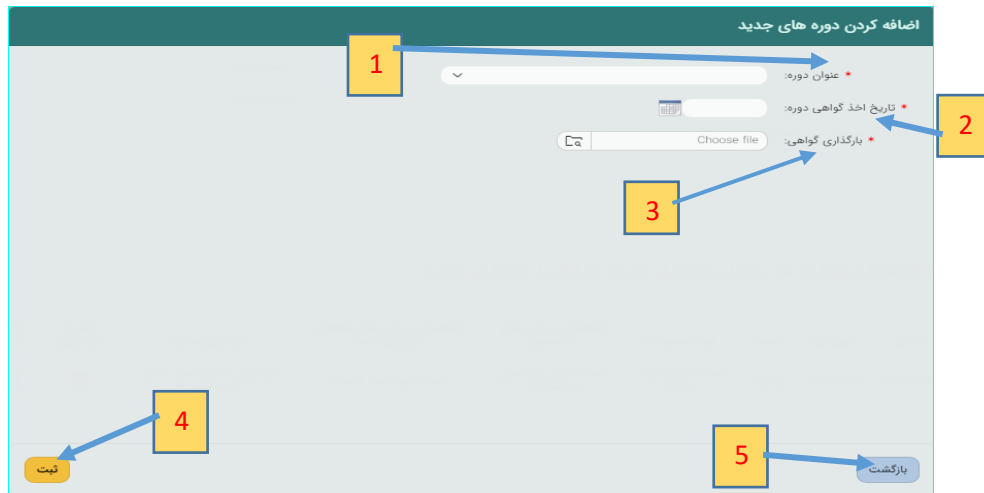 اضافه کردن دوره های جدید
1
* عنوان دوره:
* تاریخ اخذ گواهی دوره:
2
* بارگذاری گواهی:
Choose file
3
4
5
بازگشت
ثبت